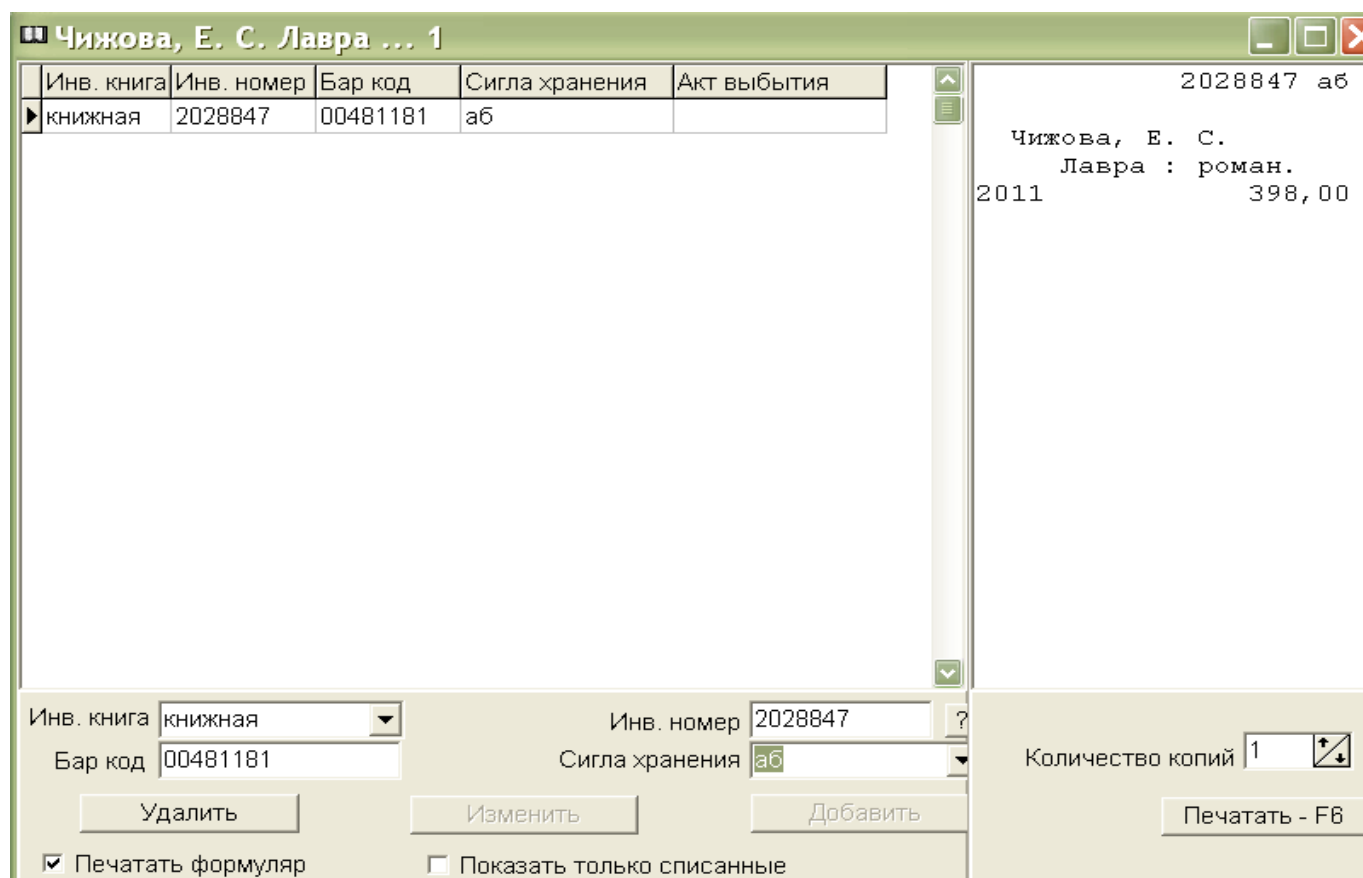 Чижова, Е. С. Лавра ... 1
Инв. книга Инв. номер Бар код Сигла хранения Акт выбытия
книжная 2028847 00481181 аб
2028847 аб
Чижова, Е. С.
Лавра : роман.
2011 398,00
Инв. книга книжная Инв. номер 2028847 ?
Бар код 00481181 Сигла хранения аб
Количество копий 1
Удалить Изменить Добавить
Печатать - F6
Печатать формуляр Показать только списанные